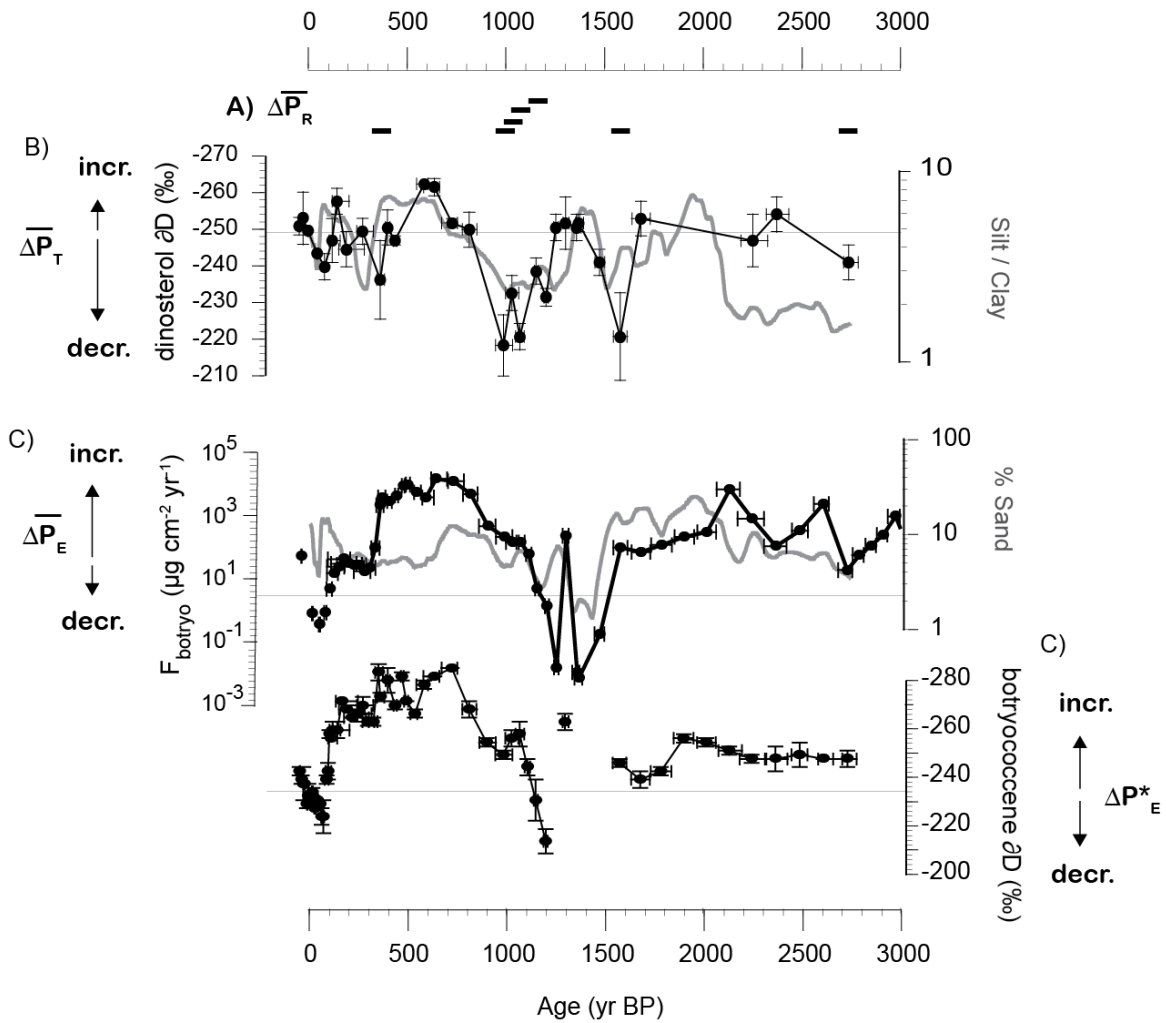 0 500 1000 1500 2000 2500 3000
A) ΔP̅R
B)
incr.
ΔP̅T
decr.
dinosterol ∂D (‰)
-270
-260
-250
-240
-230
-220
-210
10
1
Silt / Clay
C)
incr.
ΔP̅E
decr.
Fbotryo (µg cm-2 yr-1)
10^5
10^3
10^1
10^-1
10^-3
100
10
1
% Sand
C)
incr.
ΔP*E
decr.
-280
-260
-240
-220
-200
botryococcene ∂D (‰)
0 500 1000 1500 2000 2500 3000
Age (yr BP)